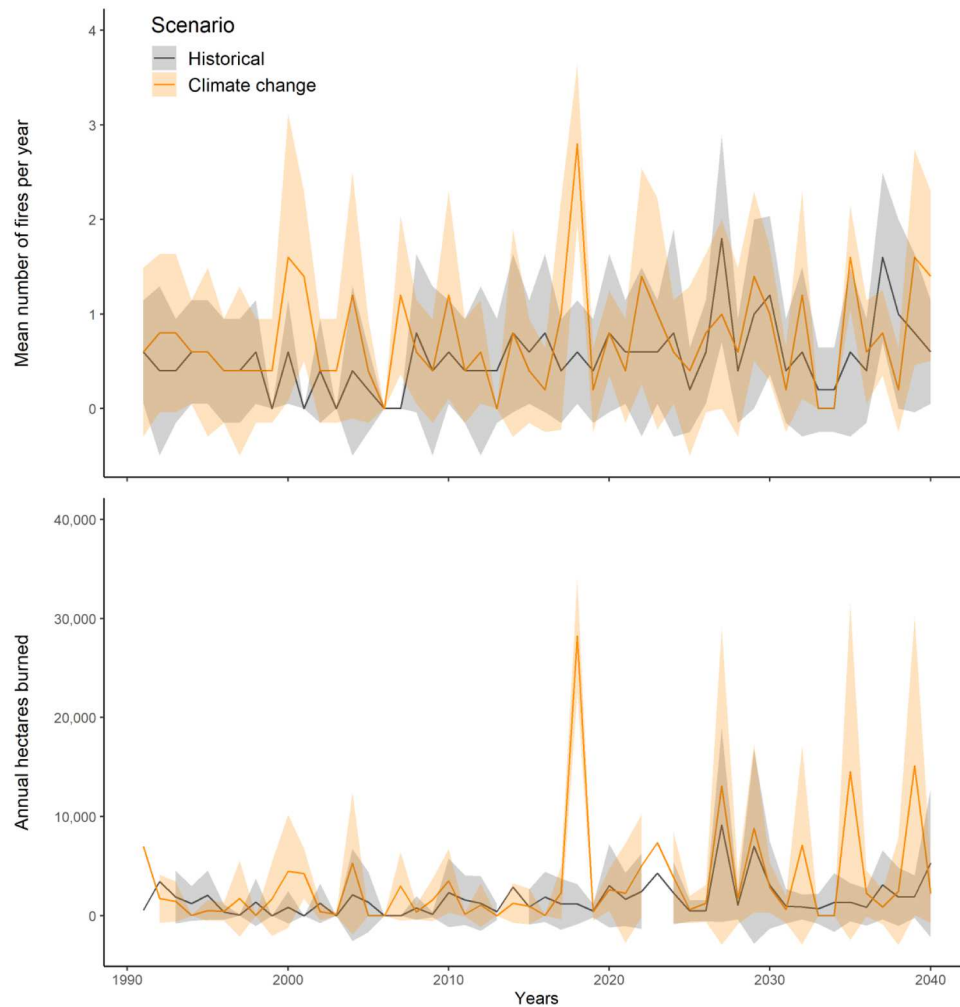 Scenario
Historical
Climate change
Mean number of fires per year
4
3
2
1
0
Annual hectares burned
40,000
30,000
20,000
10,000
0
1990
2000
2010
2020
2030
2040
Years